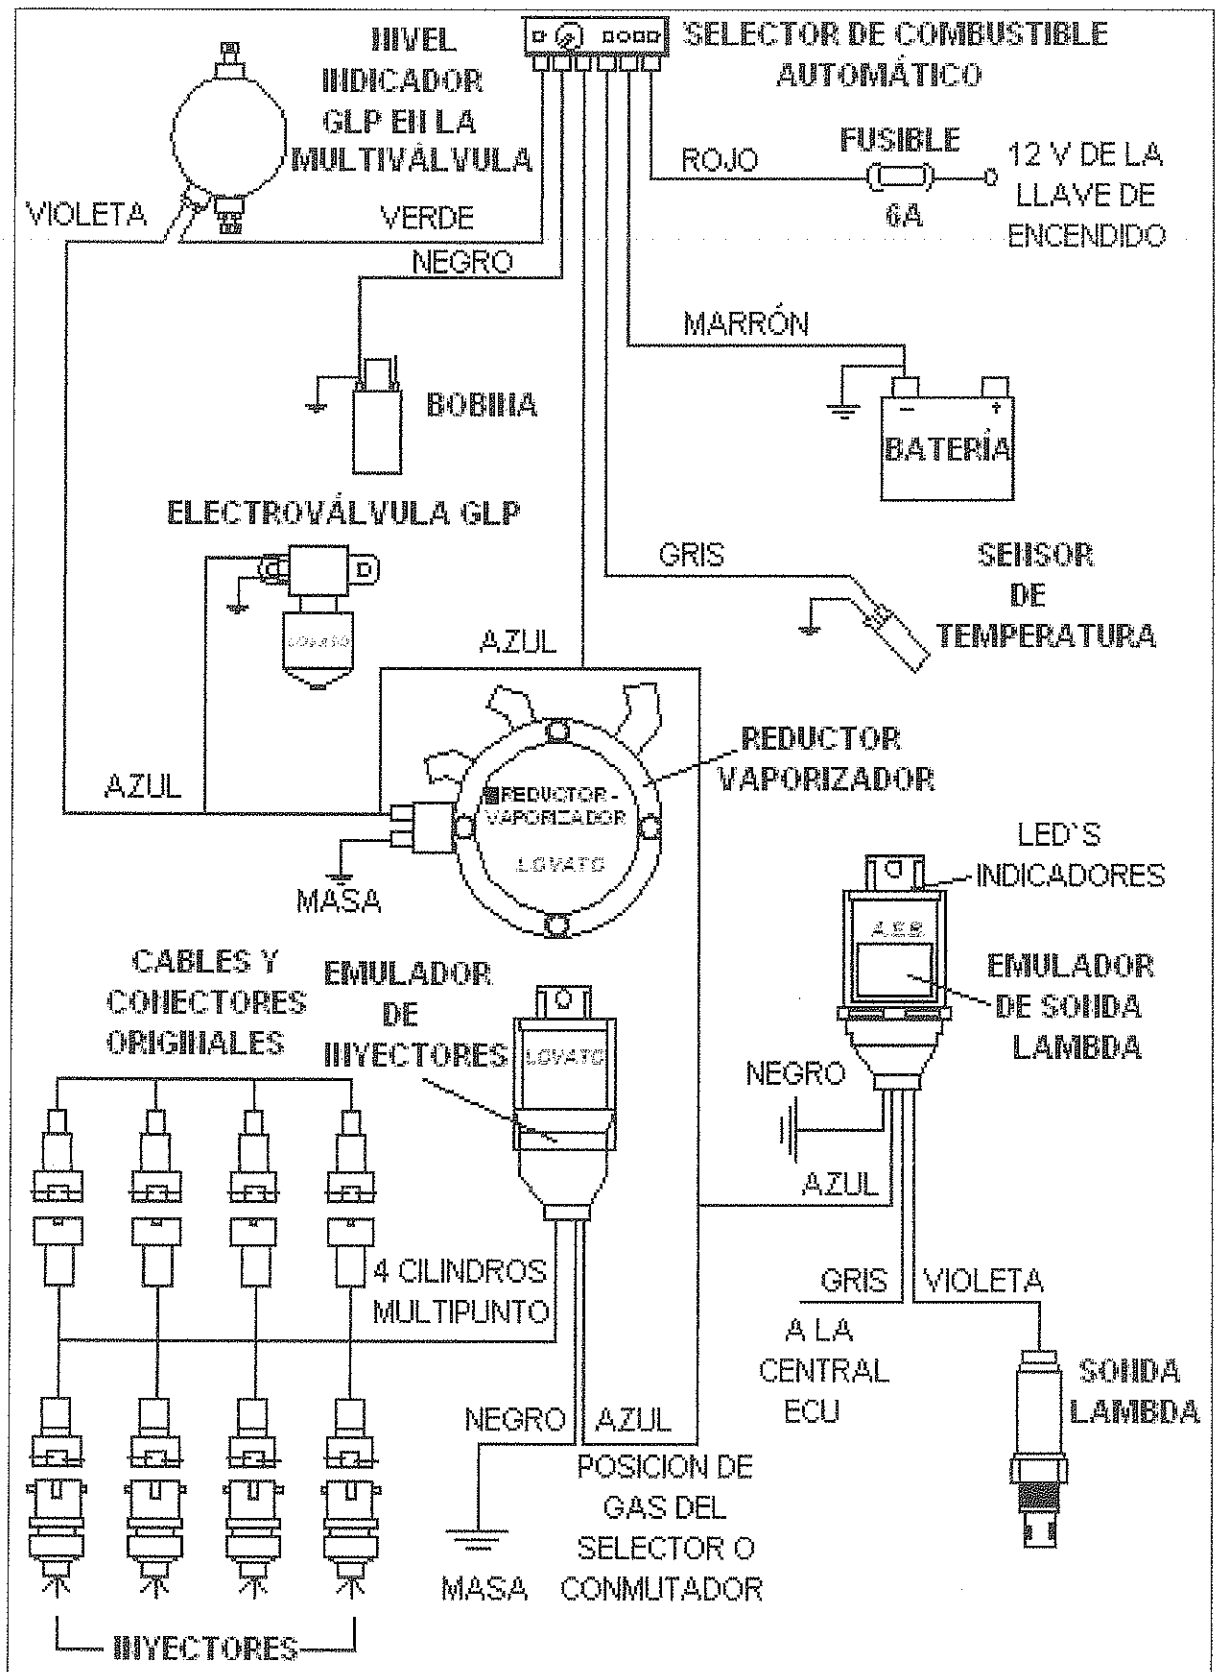 NIVEL
INDICADOR
GLP EN LA
MULTIVÁLVULA
SELECTOR DE COMBUSTIBLE
AUTOMÁTICO
ROJO
FUSIBLE
6A
12 V DE LA
LLAVE DE
ENCENDIDO
VIOLETA
VERDE
NEGRO
MARRÓN
BOBINA
BATERÍA
- +
ELECTROVÁLVULA GLP
LOVATO
GRIS
SENSOR
DE
TEMPERATURA
AZUL
REDUCTOR
VAPORIZADOR
AZUL
REDUCTOR-
VAPORIZADOR
LOVATO
MASA
LED`S
INDICADORES
A.E.B.
EMULADOR
DE SONDA
LAMBDA
CABLES Y
CONECTORES
ORIGINALES
EMULADOR
DE
INYECTORES
LOVATO
NEGRO
AZUL
4 CILINDROS
MULTIPUNTO
GRIS
VIOLETA
A LA
CENTRAL
ECU
SONDA
LAMBDA
NEGRO
AZUL
POSICION DE
GAS DEL
SELECTOR O
CONMUTADOR
MASA
INYECTORES